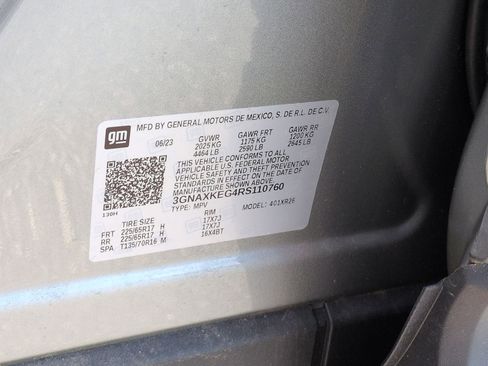 gm
MFD BY GENERAL MOTORS DE MEXICO, S. DE R.L. DE C.V.
06/23 GVWR GAWR FRT GAWR RR
2025 KG 1175 KG 1200 KG
4464 LB 2590 LB 2645 LB
THIS VEHICLE CONFORMS TO ALL APPLICABLE
U.S. FEDERAL MOTOR
VEHICLE SAFETY AND THEFT PREVENTION
STANDARDS IN EFFECT ON THE DATE OF
MANUFACTURE SHOWN ABOVE.
3GNAXKEG4RS110760
TYPE: MPV MODEL: 401XR26
130H
TIRE SIZE RIM
FRT 225/65R17 H 17X7J
RR 225/65R17 H 17X7J
SPA T135/70R16 M 16X4BT